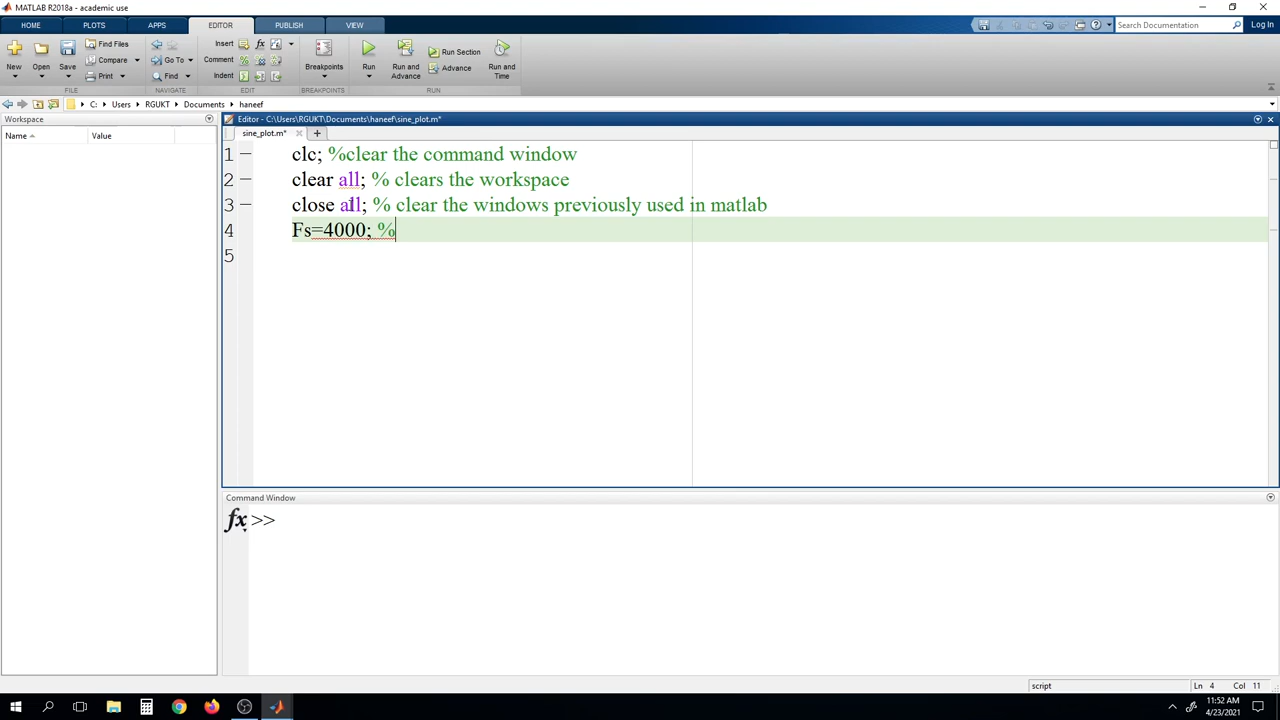 MATLAB R2018a - academic use
HOME PLOTS APPS EDITOR PUBLISH VIEW Search Documentation Log In
New Open Save Find Files Compare Print Go To Find Insert Comment Indent fx Breakpoints Run Run and Advance Run Section Advance Run and Time
FILE NAVIGATE EDIT BREAKPOINTS RUN
C: Users RGUKT Documents haneef
Workspace
Name Value
Editor - C:\Users\RGUKT\Documents\haneef\sine_plot.m*
sine_plot.m*
1 clc; %clear the command window
2 clear all; % clears the workspace
3 close all; % clear the windows previously used in matlab
4 Fs=4000; %
5
Command Window
fx >>
script Ln 4 Col 11
11:52 AM
4/23/2021